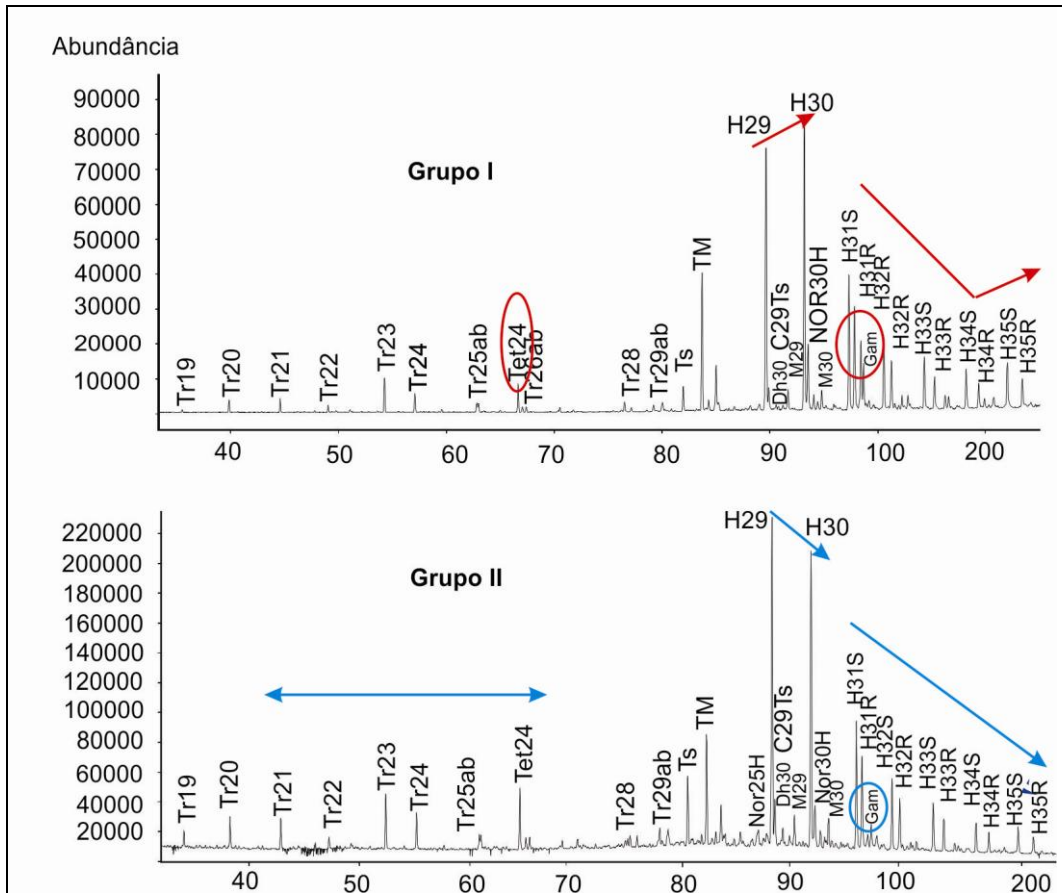 Abundância
90000
80000
70000
60000
50000
40000
30000
20000
10000
Grupo I
Tr19
Tr20
Tr21
Tr22
Tr23
Tr24
Tr25ab
Tet24
Tr26ab
Tr28
Tr29ab
Ts
TM
H29
Dh30
C29Ts
M29
H30
NOR30H
M30
H31S
H31R
Gam
H32R
H32R
H33S
H33R
H34S
H34R
H35S
H35R
40 50 60 70 80 90 100 200
220000
200000
180000
160000
140000
120000
100000
80000
60000
40000
20000
Grupo II
Tr19
Tr20
Tr21
Tr22
Tr23
Tr24
Tr25ab
Tet24
Tr28
Tr29ab
Ts
TM
Nor25H
H29
Dh30
C29Ts
M29
H30
Nor30H
M30
H31S
H31R
Gam
H32S
H32R
H33S
H33R
H34S
H34R
H35S
H35R
40 50 60 70 80 90 100 200